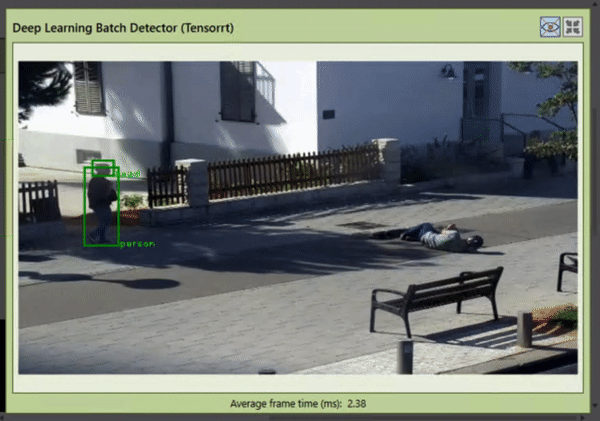 Deep Learning Batch Detector (Tensorrt)
person
Average frame time (ms): 2.38